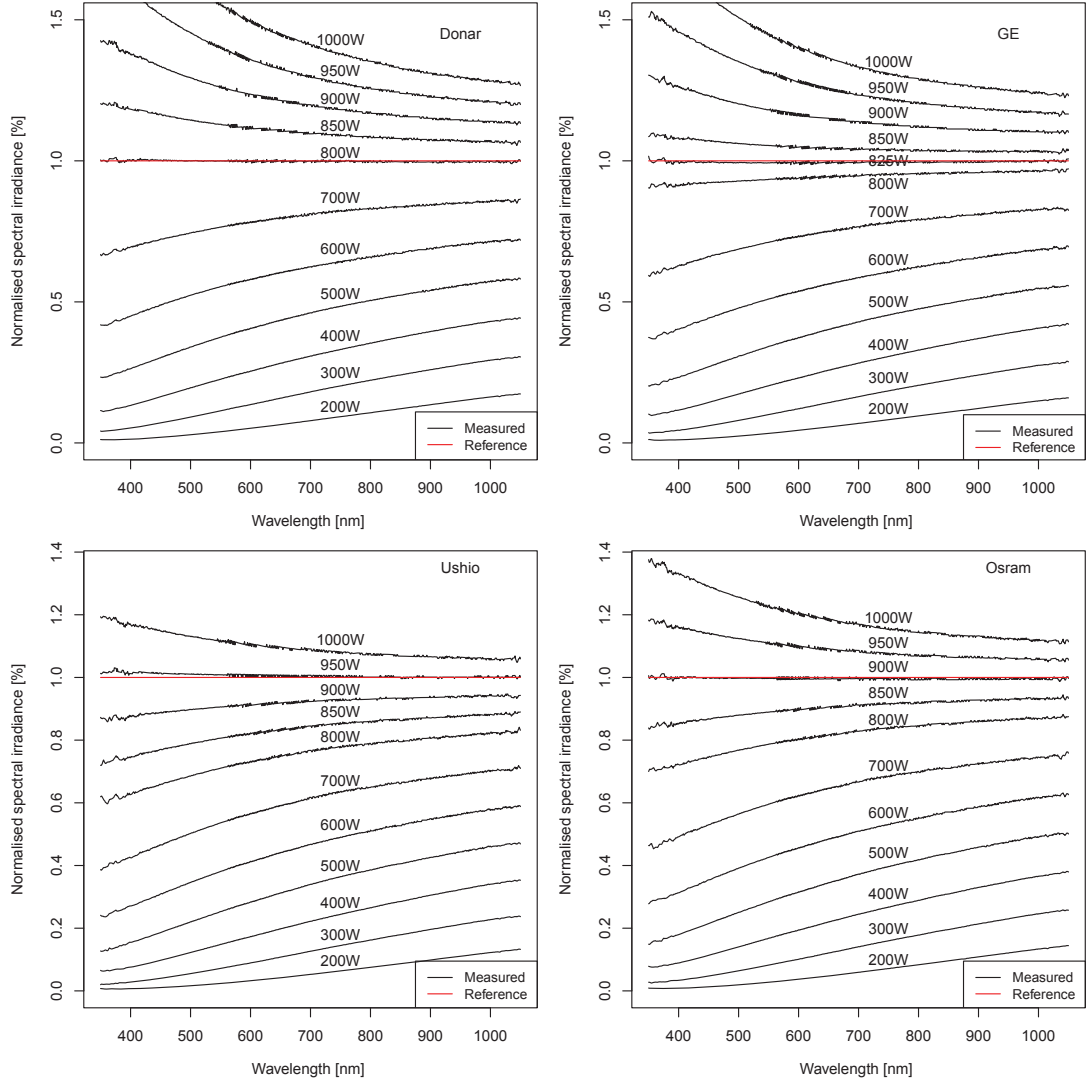 Donar
Normalised spectral irradiance [%]
1.5
1.0
0.5
0.0
1000W
950W
900W
850W
800W
700W
600W
500W
400W
300W
200W
Measured
Reference
400 500 600 700 800 900 1000
Wavelength [nm]
GE
Normalised spectral irradiance [%]
1.5
1.0
0.5
0.0
1000W
950W
900W
850W
825W
800W
700W
600W
500W
400W
300W
200W
Measured
Reference
400 500 600 700 800 900 1000
Wavelength [nm]
Ushio
Normalised spectral irradiance [%]
1.4
1.2
1.0
0.8
0.6
0.4
0.2
0.0
1000W
950W
900W
850W
800W
700W
600W
500W
400W
300W
200W
Measured
Reference
400 500 600 700 800 900 1000
Wavelength [nm]
Osram
Normalised spectral irradiance [%]
1.4
1.2
1.0
0.8
0.6
0.4
0.2
0.0
1000W
950W
900W
850W
800W
700W
600W
500W
400W
300W
200W
Measured
Reference
400 500 600 700 800 900 1000
Wavelength [nm]